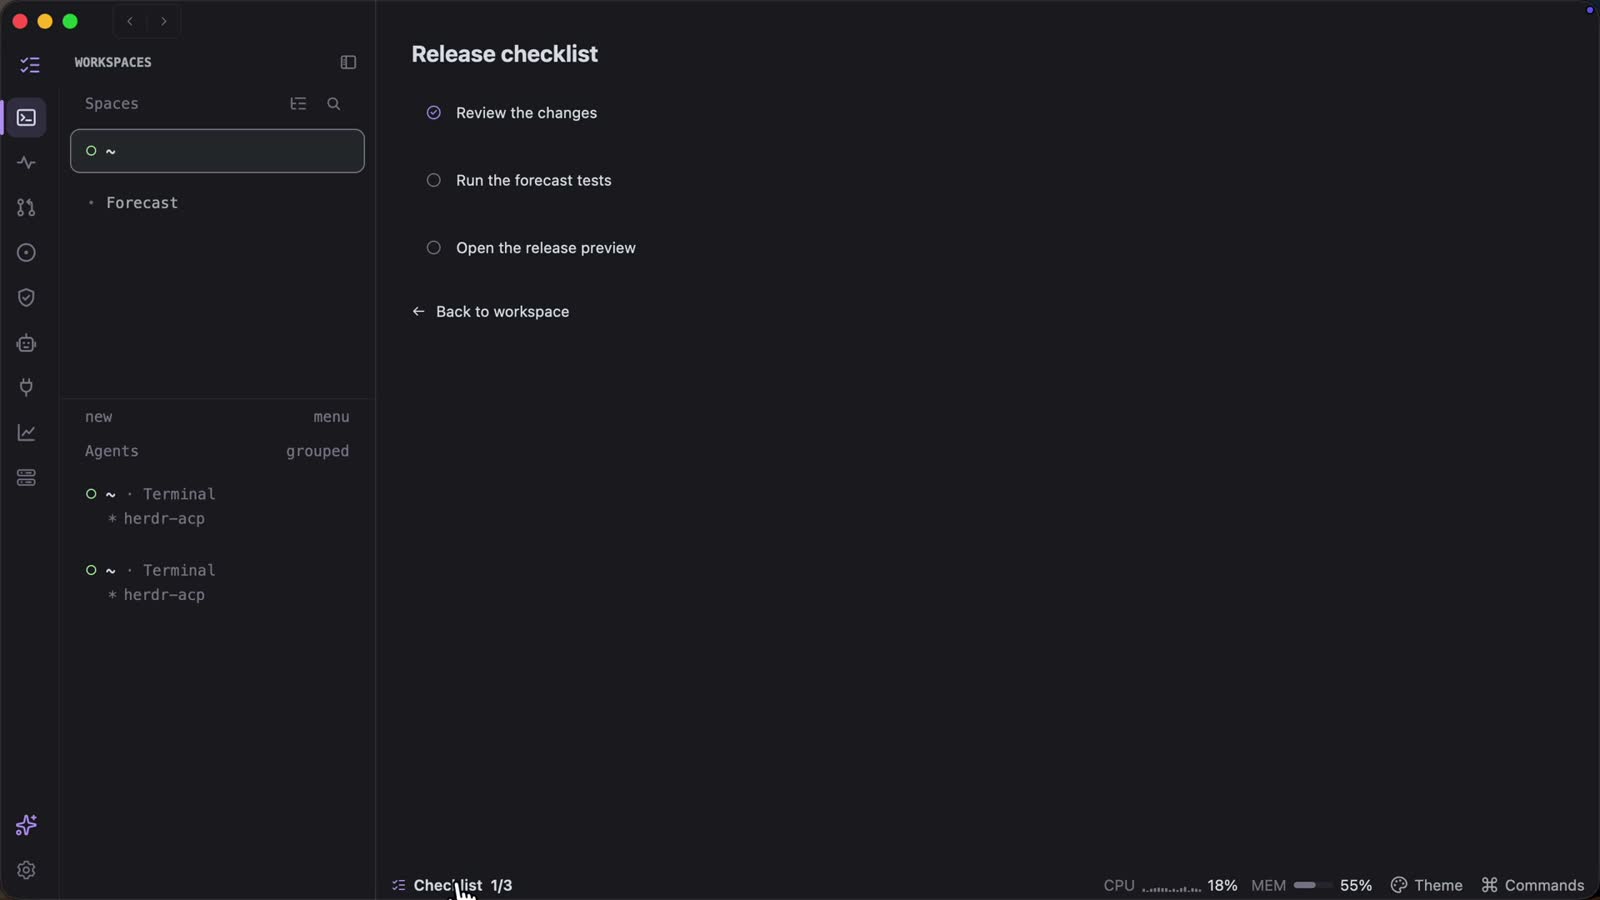 WORKSPACES
Spaces
~
Forecast
new menu
Agents grouped
~ · Terminal
* herdr-acp
~ · Terminal
* herdr-acp
Release checklist
Review the changes
Run the forecast tests
Open the release preview
← Back to workspace
Checklist 1/3
CPU 18% MEM 55% Theme ⌘ Commands